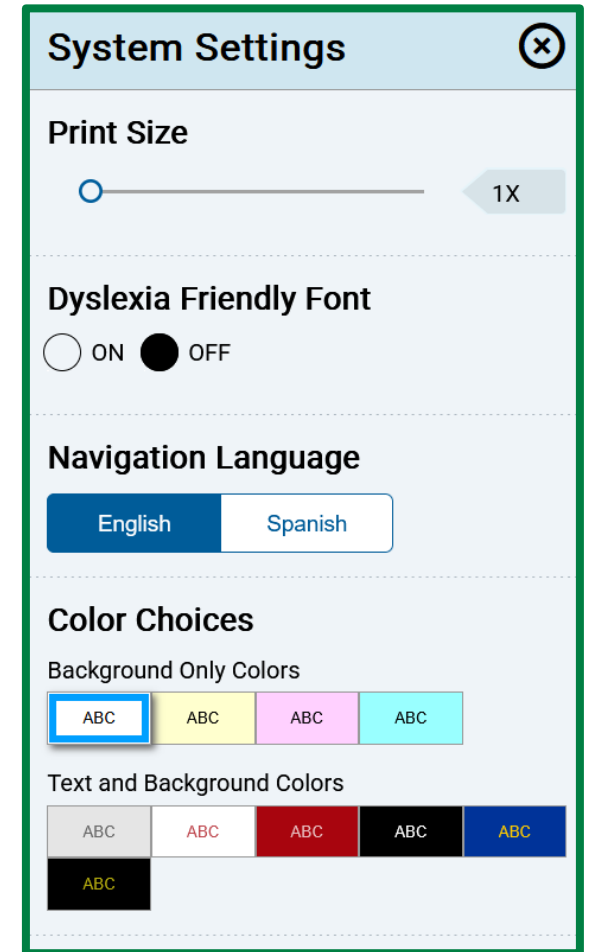 System Settings
Print Size
1X
Dyslexia Friendly Font
ON OFF
Navigation Language
English Spanish
Color Choices
Background Only Colors
ABC ABC ABC ABC
Text and Background Colors
ABC ABC ABC ABC ABC
ABC